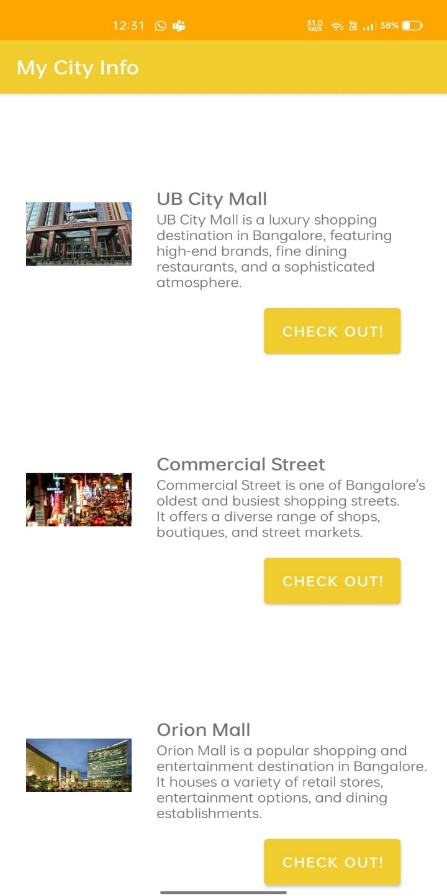 12:31 31.0 KB/S 38%
My City Info
UB City Mall
UB City Mall is a luxury shopping
destination in Bangalore, featuring
high-end brands, fine dining
restaurants, and a sophisticated
atmosphere.
CHECK OUT!
Commercial Street
Commercial Street is one of Bangalore's
oldest and busiest shopping streets.
It offers a diverse range of shops,
boutiques, and street markets.
CHECK OUT!
Orion Mall
Orion Mall is a popular shopping and
entertainment destination in Bangalore.
It houses a variety of retail stores,
entertainment options, and dining
establishments.
CHECK OUT!